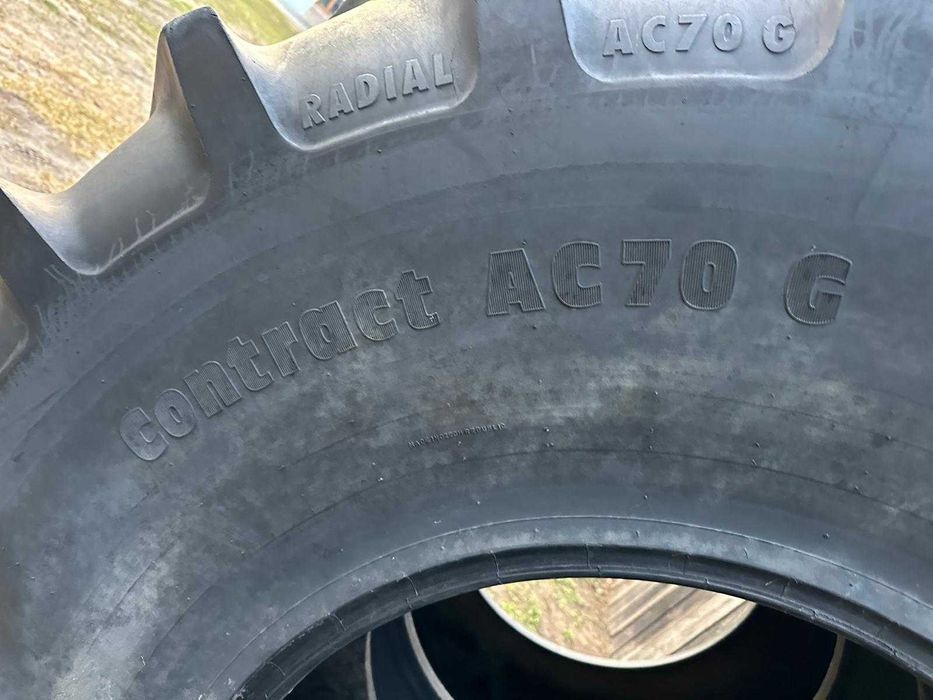 RADIAL
AC70 G
contract AC70 G
MADE IN CZECH REPUBLIC